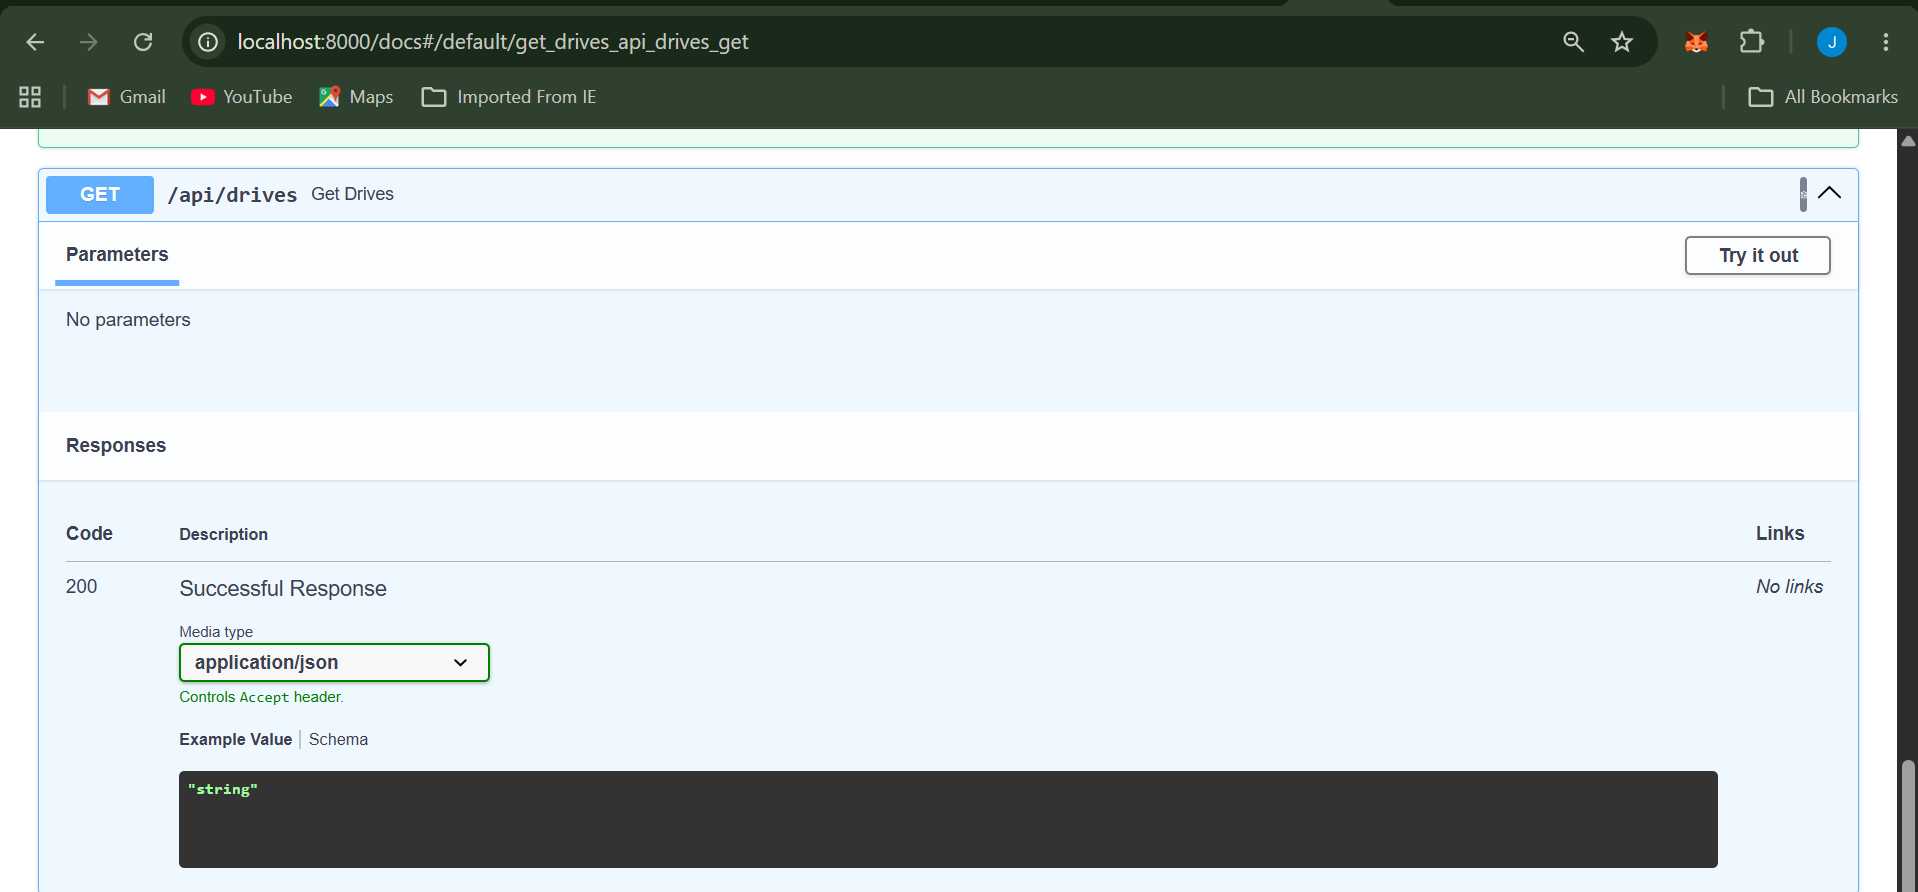 localhost:8000/docs#/default/get_drives_api_drives_get
J
Gmail
YouTube
Maps
Imported From IE
All Bookmarks
GET /api/drives Get Drives
Parameters
Try it out
No parameters
Responses
Code Description Links
200 Successful Response No links
Media type
application/json
Controls Accept header.
Example Value | Schema
"string"